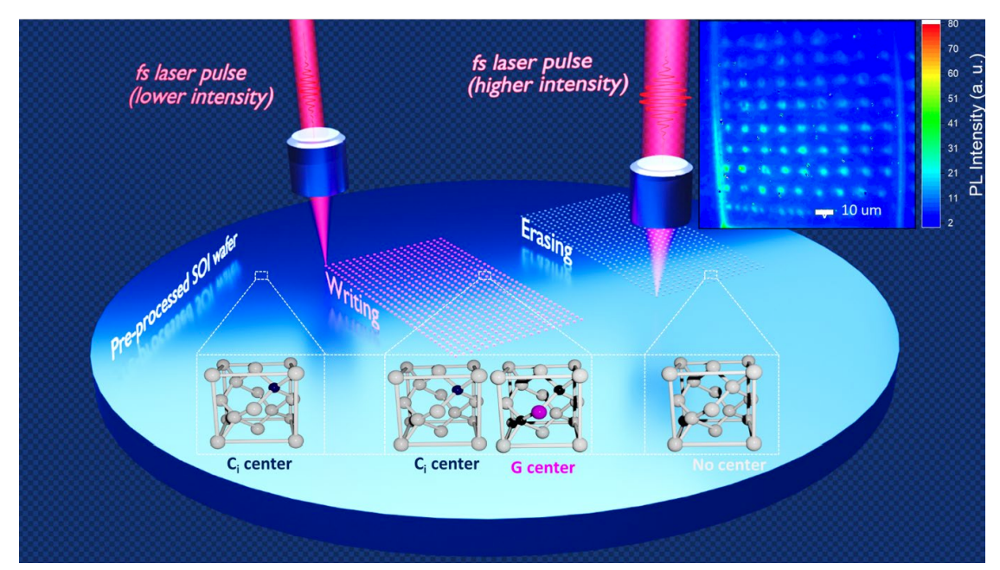 fs laser pulse
(lower intensity)
fs laser pulse
(higher intensity)
80
70
60
51
41
31
21
11
2
PL Intensity (a. u.)
10 um
Erasing
Pre-processed SOI wafer
Writing
Ci center
Ci center
G center
No center